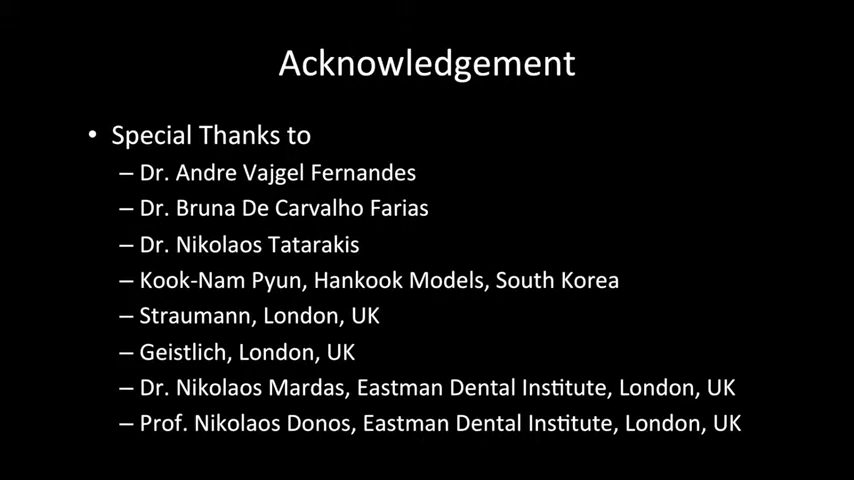 Acknowledgement
• Special Thanks to
– Dr. Andre Vajgel Fernandes
– Dr. Bruna De Carvalho Farias
– Dr. Nikolaos Tatarakis
– Kook-Nam Pyun, Hankook Models, South Korea
– Straumann, London, UK
– Geistlich, London, UK
– Dr. Nikolaos Mardas, Eastman Dental Institute, London, UK
– Prof. Nikolaos Donos, Eastman Dental Institute, London, UK